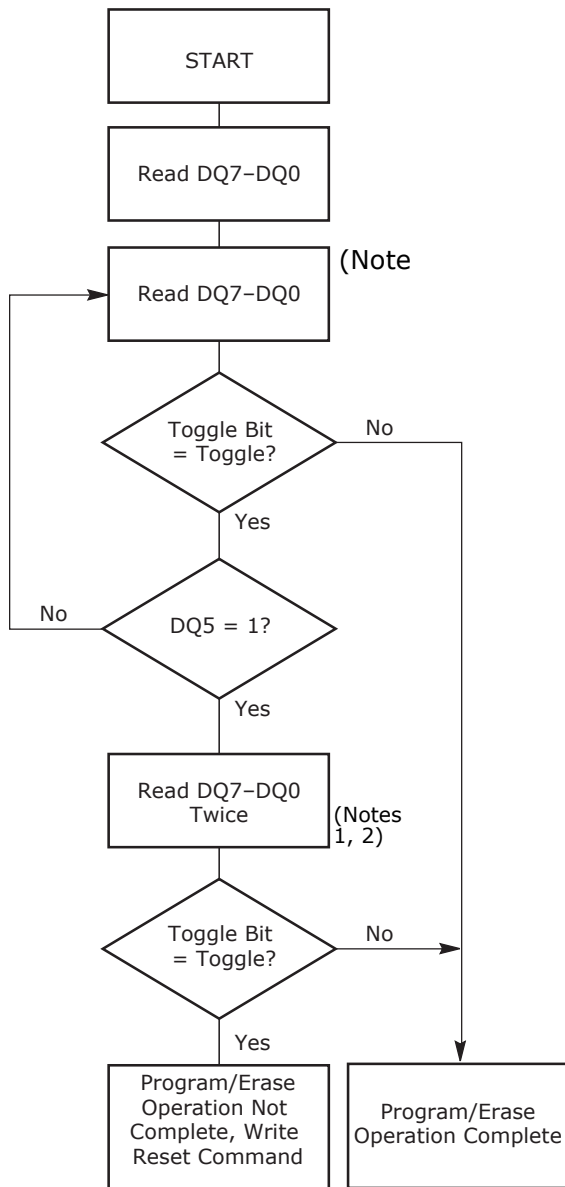 START
Read DQ7–DQ0
(Note
Read DQ7–DQ0
Toggle Bit
= Toggle?
No
Yes
No
DQ5 = 1?
Yes
Read DQ7–DQ0
Twice
(Notes
1, 2)
Toggle Bit
= Toggle?
No
Yes
Program/Erase
Operation Not
Complete, Write
Reset Command
Program/Erase
Operation Complete